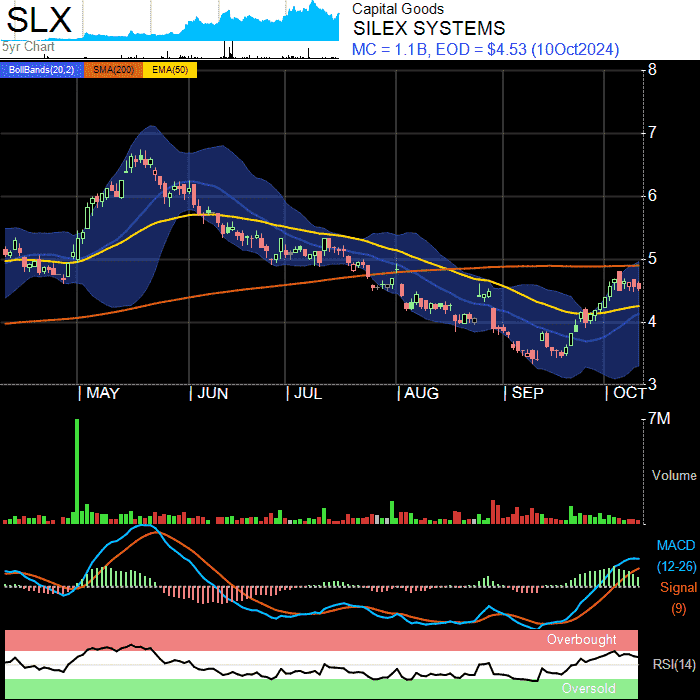 SLX
5yr Chart
Capital Goods
SILEX SYSTEMS
MC = 1.1B, EOD = $4.53 (10Oct2024)
BollBands(20,2) SMA(200) EMA(50)
8
7
6
5
4
3
| MAY | JUN | JUL | AUG | SEP | OCT
7M
Volume
MACD
(12-26)
Signal
(9)
Overbought
RSI(14)
Oversold